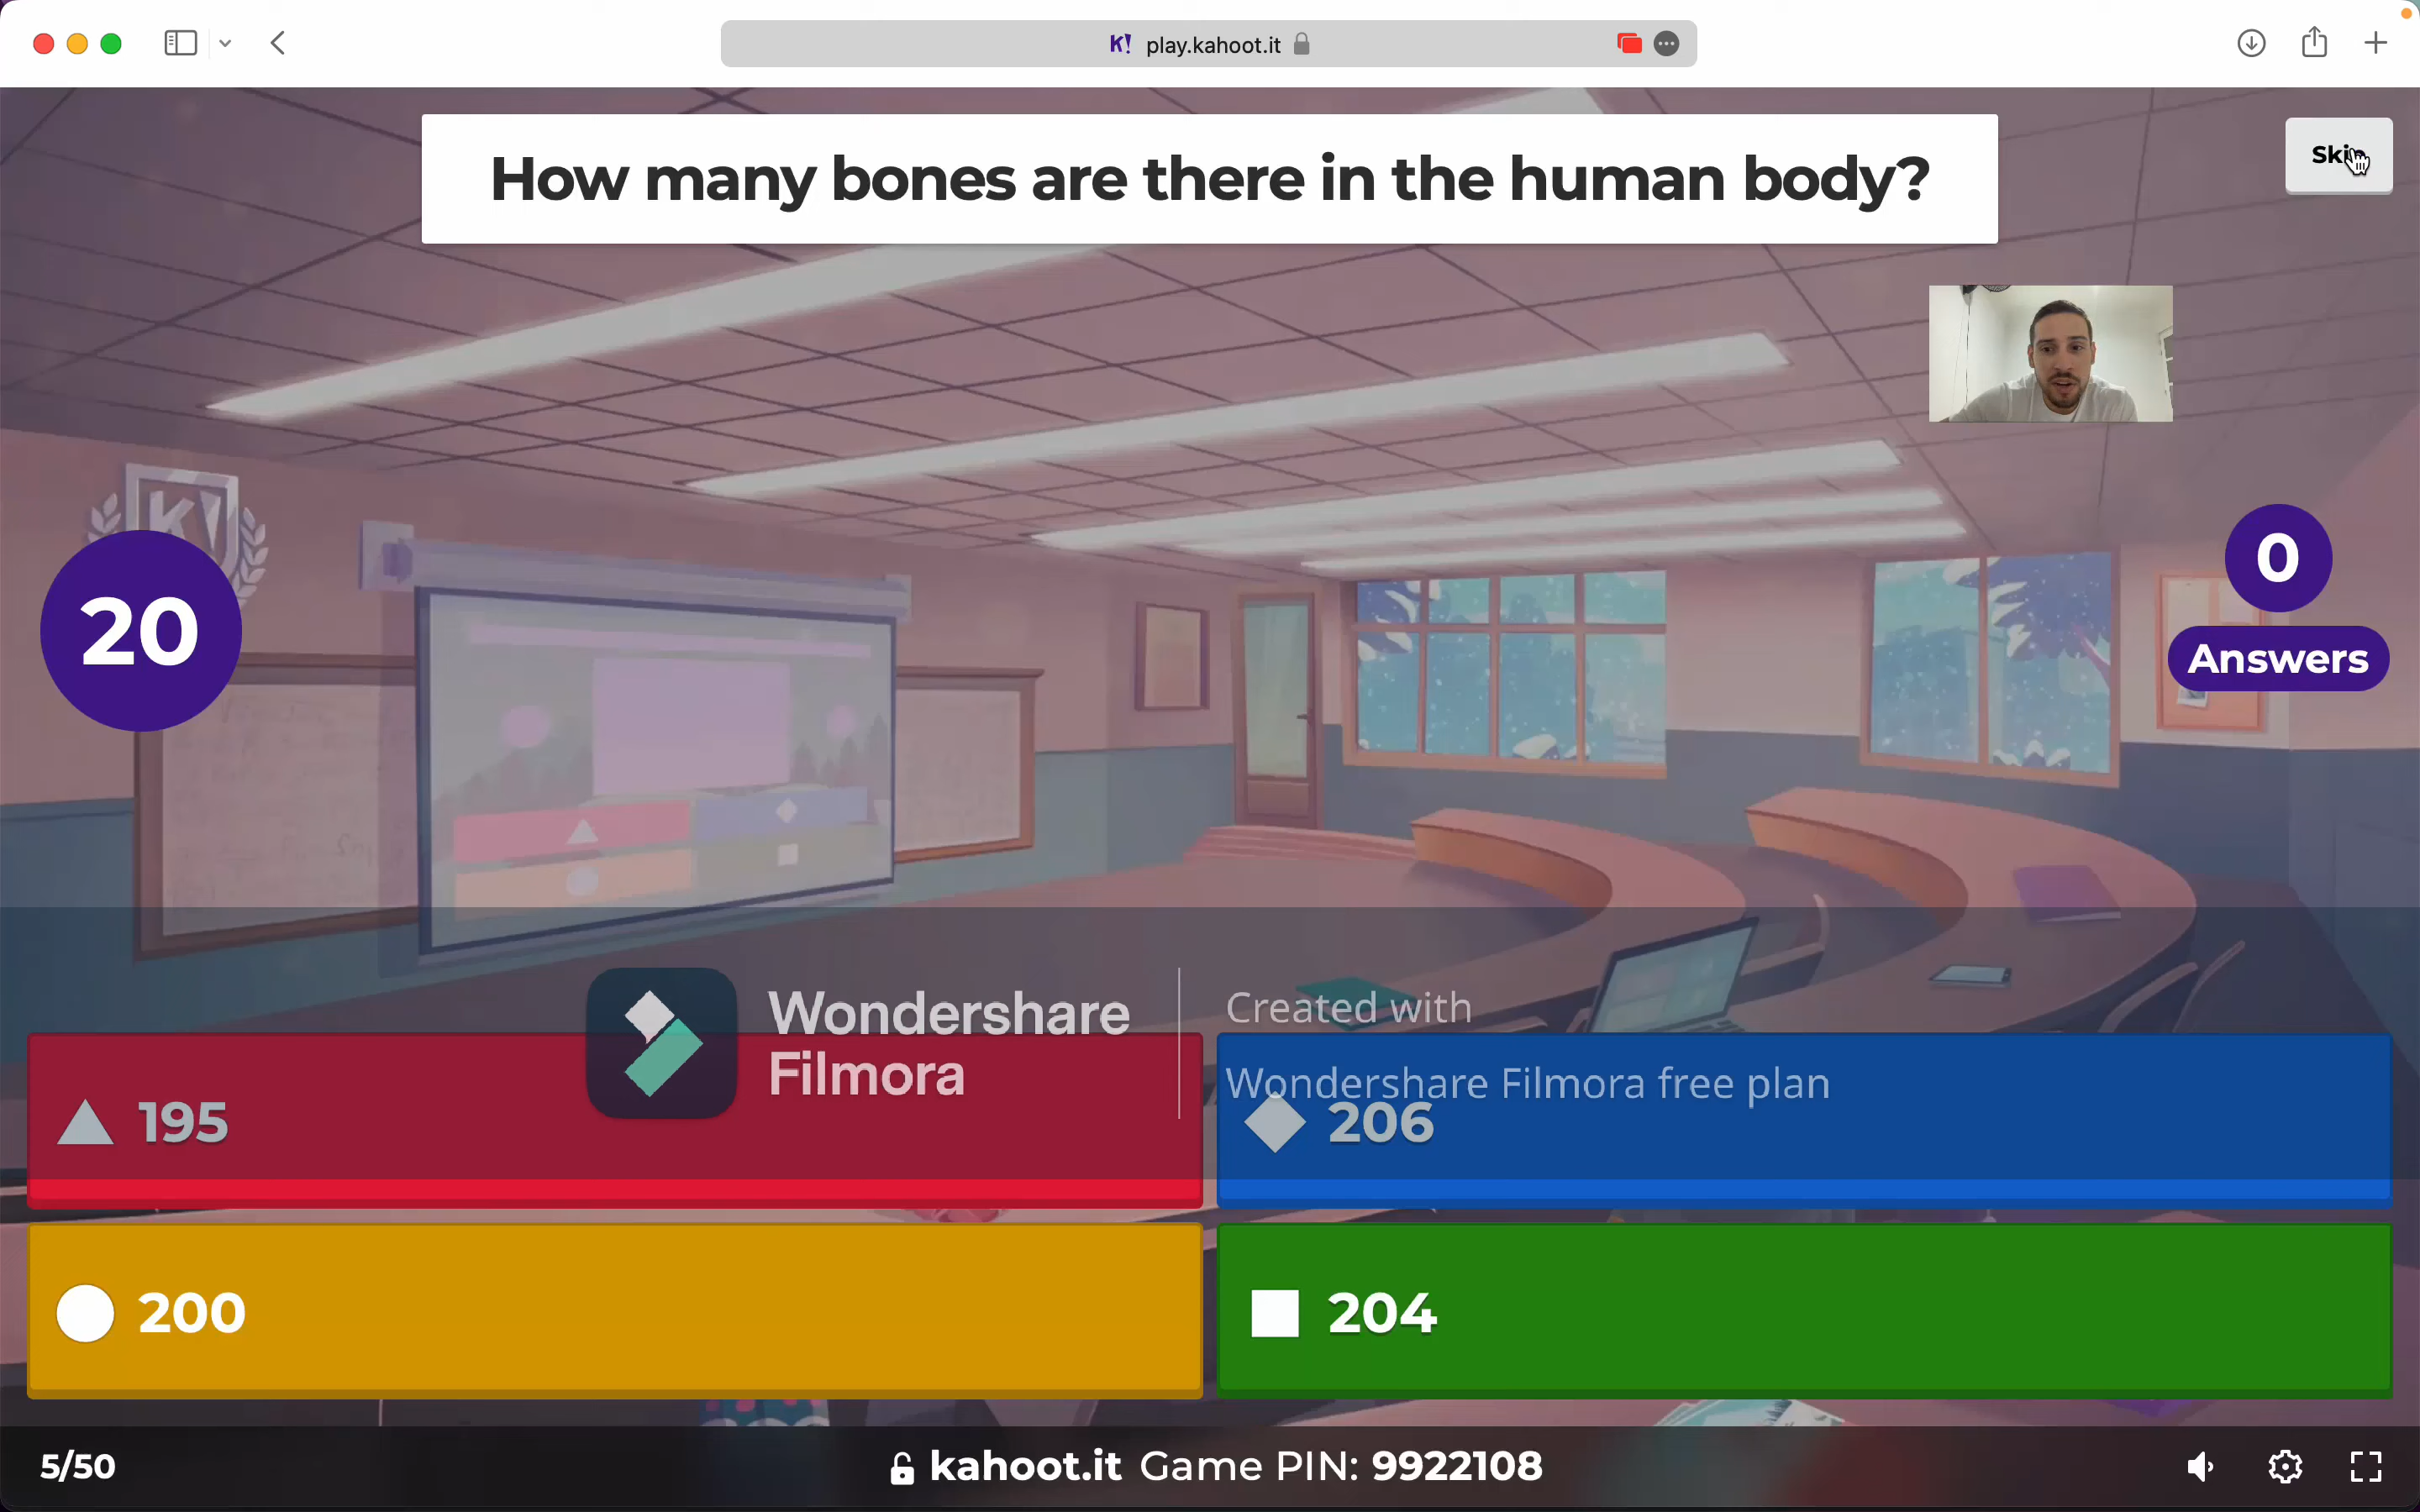 K! play.kahoot.it
How many bones are there in the human body?
20
0
Answers
Wondershare
Filmora
Created with
Wondershare Filmora free plan
195
206
200
204
5/50
kahoot.it Game PIN: 9922108